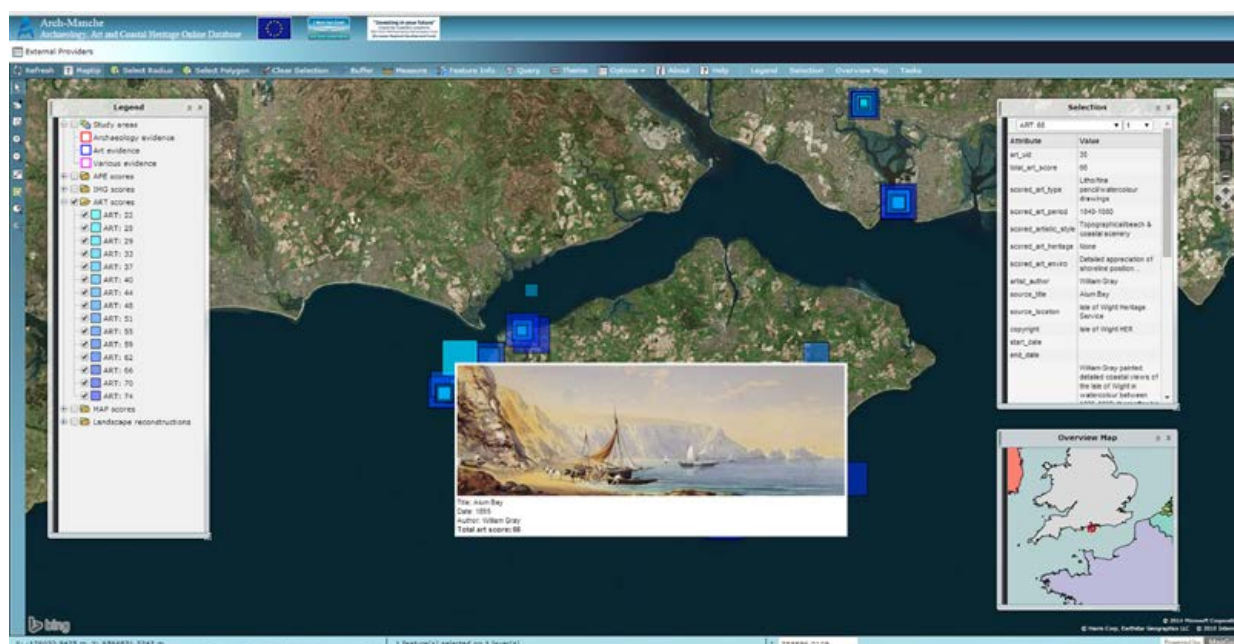 Arch-Manche
Archaeology, Art and Coastal Heritage Online Database
"Investing in your future"
External Providers
Refresh Maptip Select Radius Select Polygon Clear Selection Buffer Measure Feature Info Query Theme Options About Help Legend Selection Overview Map Tasks
Legend
Study areas
Archaeology evidence
Art evidence
Various evidence
APE scores
IMG scores
ART scores
ART: 22
ART: 25
ART: 29
ART: 33
ART: 37
ART: 40
ART: 44
ART: 48
ART: 51
ART: 55
ART: 59
ART: 62
ART: 66
ART: 70
ART: 74
MAP scores
Landscape reconstructions
Title: Alum Bay
Author: William Gray
Total art score: 66
Selection
ART: 66 1
Attribute Value
art_uid
total_art_score 66
scored_art_type Litho/fine
pencil/watercolour
drawings
scored_art_period
scored_artistic_style Topographical/beach &
coastal scenery
scored_art_heritage None
scored_art_enviro Detailed appreciation of
shoreline position...
artist_author William Gray
source_title Alum Bay
source_location Isle of Wight Heritage
Service
copyright Isle of Wight HER
start_date
end_date
William Gray painted
detailed coastal views of
the Isle of Wight in
watercolour between
Overview Map
bing